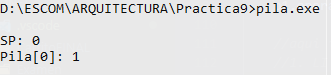 D:\ESCOM\ARQUITECTURA\Practica9>pila.exe
SP: 0
Pila[0]: 1